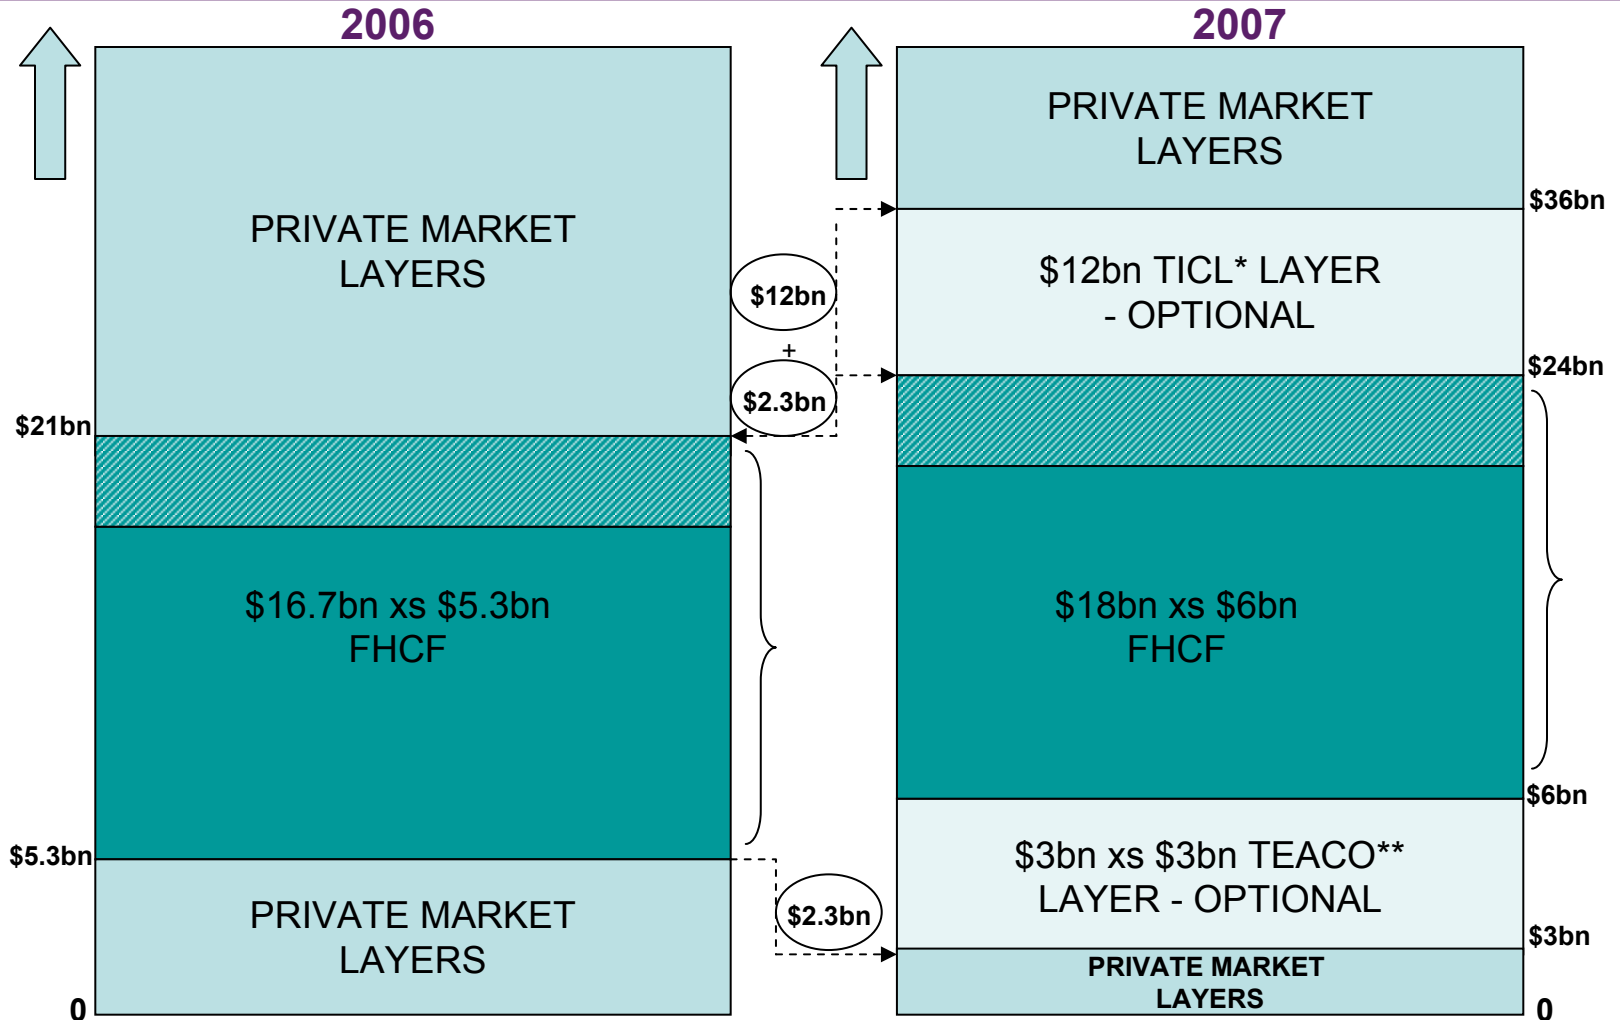 2006
2007
PRIVATE MARKET
LAYERS
PRIVATE MARKET
LAYERS
$36bn
$12bn TICL* LAYER
- OPTIONAL
$12bn
+
$2.3bn
$24bn
$21bn
$16.7bn xs $5.3bn
FHCF
$18bn xs $6bn
FHCF
$6bn
$5.3bn
$3bn xs $3bn TEACO**
LAYER - OPTIONAL
$2.3bn
PRIVATE MARKET
LAYERS
$3bn
PRIVATE MARKET
LAYERS
0
0